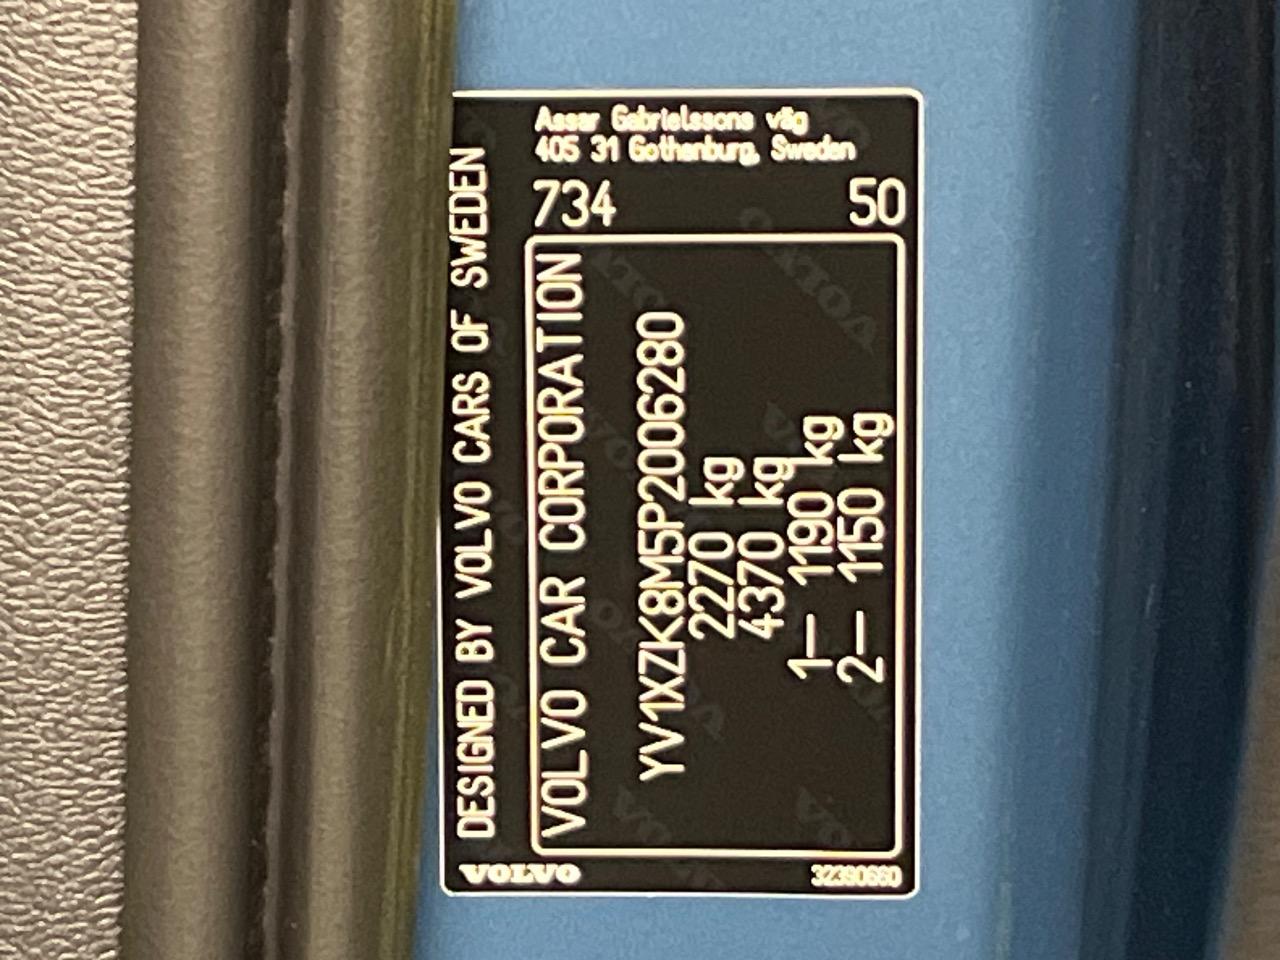 DESIGNED BY VOLVO CARS OF SWEDEN
Assar Gabrielssons väg
405 31 Gothenburg, Sweden
734
50
VOLVO CAR CORPORATION
YV1XZK8M5P2006280
2270 kg
4370 kg
1– 1190 kg
2– 1150 kg
VOLVO
32390660